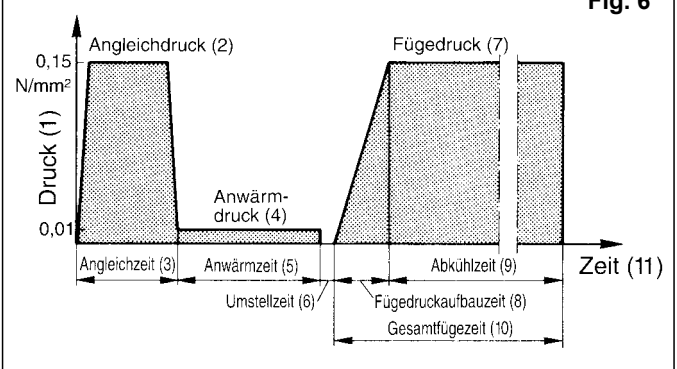 Fig. 6
Angleichdruck (2)
Fügedruck (7)
0,15
N/mm²
Druck (1)
Anwärm-
druck (4)
0,01
Angleichzeit (3)
Anwärmzeit (5)
Abkühlzeit (9)
Zeit (11)
Umstellzeit (6)
Fügedruckaufbauzeit (8)
Gesamtfügezeit (10)